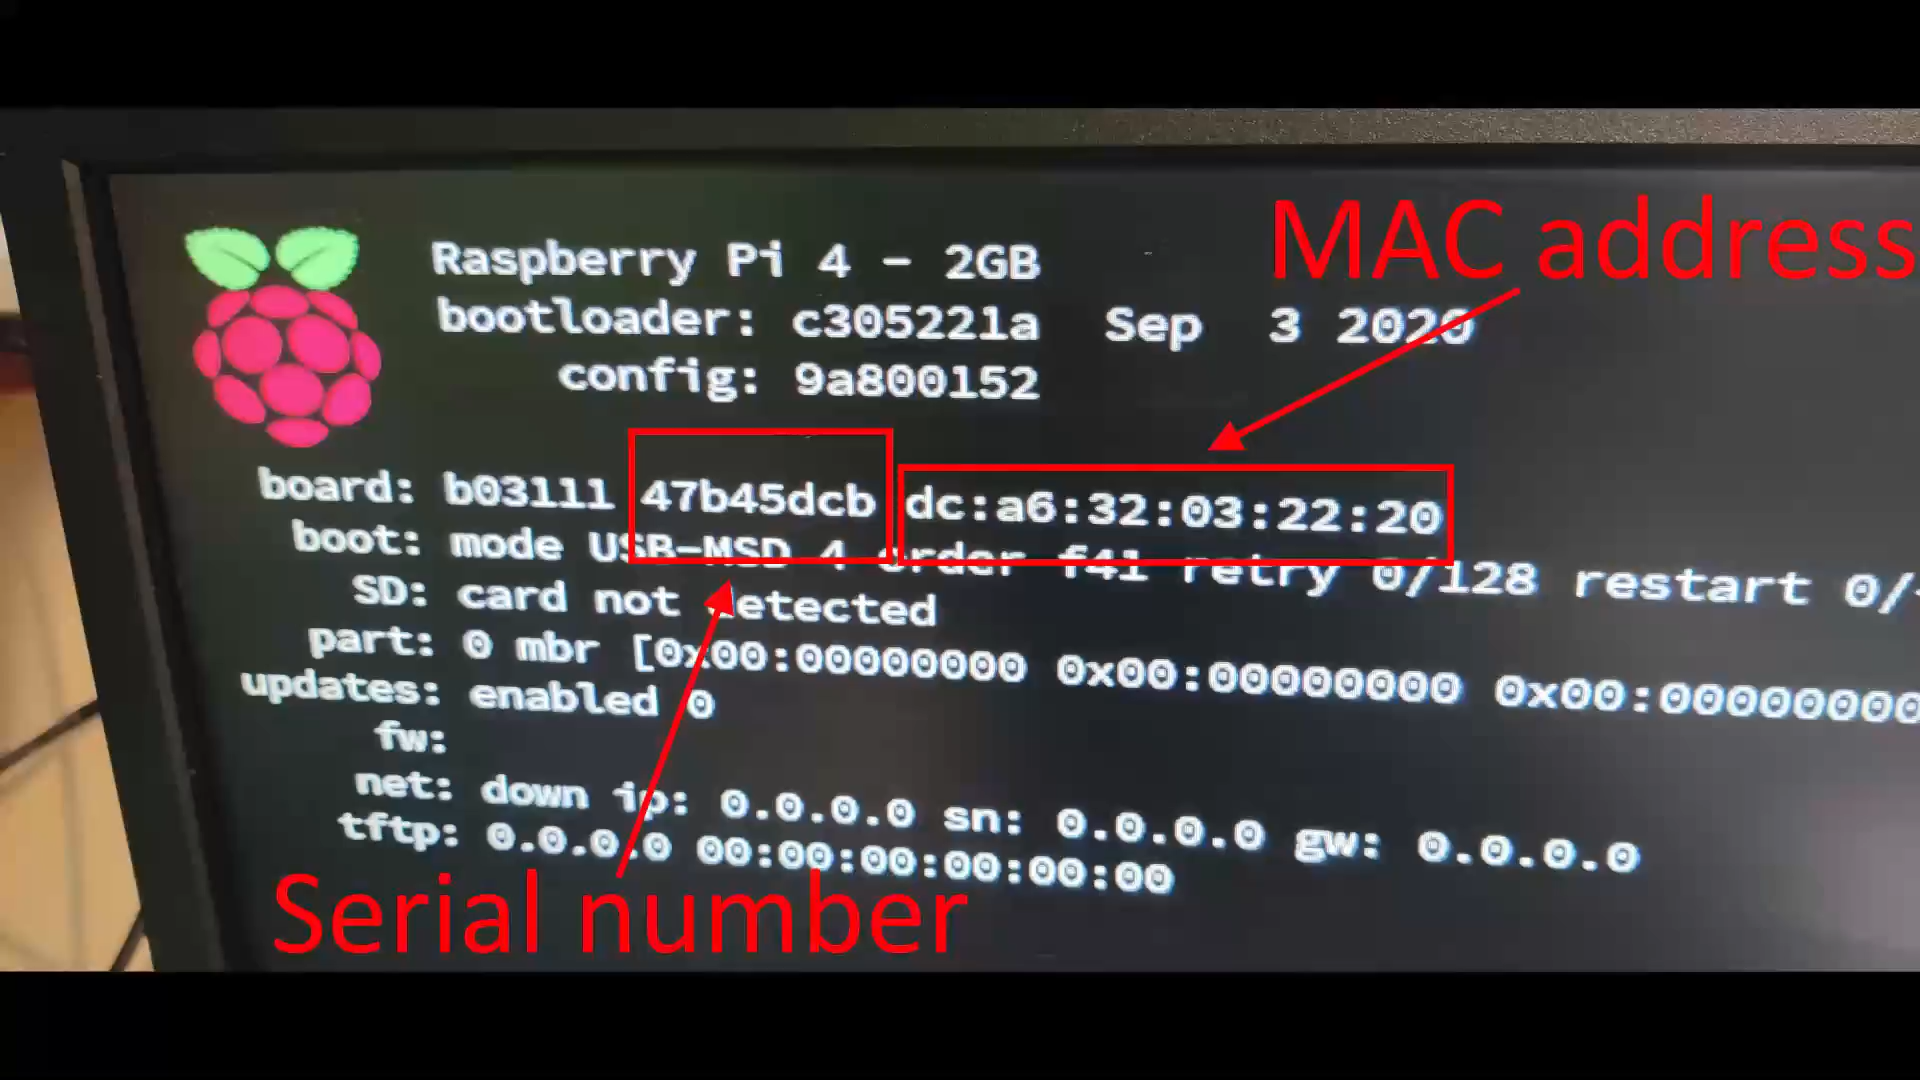 MAC address
Raspberry Pi 4 - 2GB
bootloader: c305221a Sep 3 2020
config: 9a800152
board: b03111 47b45dcb dc:a6:32:03:22:20
boot: mode USB-MSD 4 order f41 retry 0/128 restart 0/
SD: card not detected
part: 0 mbr [0x00:00000000 0x00:00000000 0x00:00000000
updates: enabled 0
fw:
net: down ip: 0.0.0.0 sn: 0.0.0.0 gw: 0.0.0.0
tftp: 0.0.0.0 00:00:00:00:00:00
Serial number